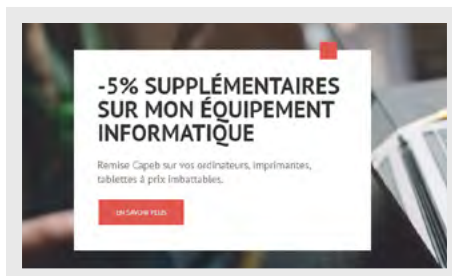 -5% SUPPLÉMENTAIRES
SUR MON ÉQUIPEMENT
INFORMATIQUE
Remise Capeb sur vos ordinateurs, imprimantes,
tablettes à prix imbattables.
EN SAVOIR PLUS